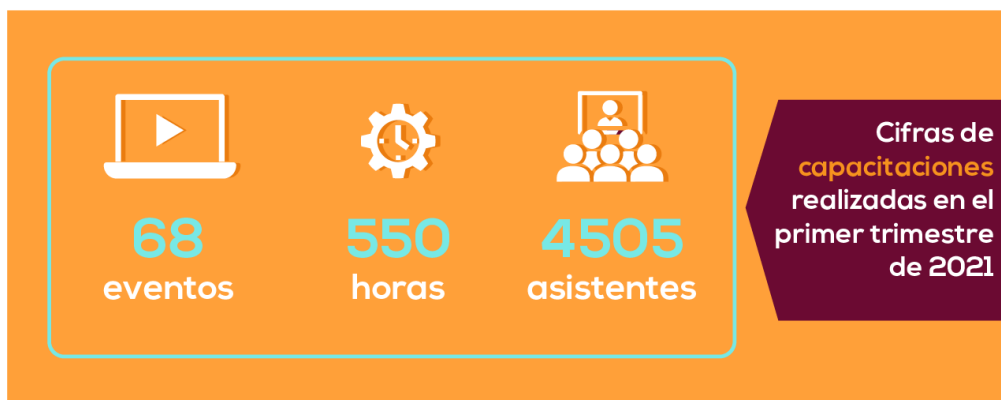 68
eventos
550
horas
4505
asistentes
Cifras de
capacitaciones
realizadas en el
primer trimestre
de 2021